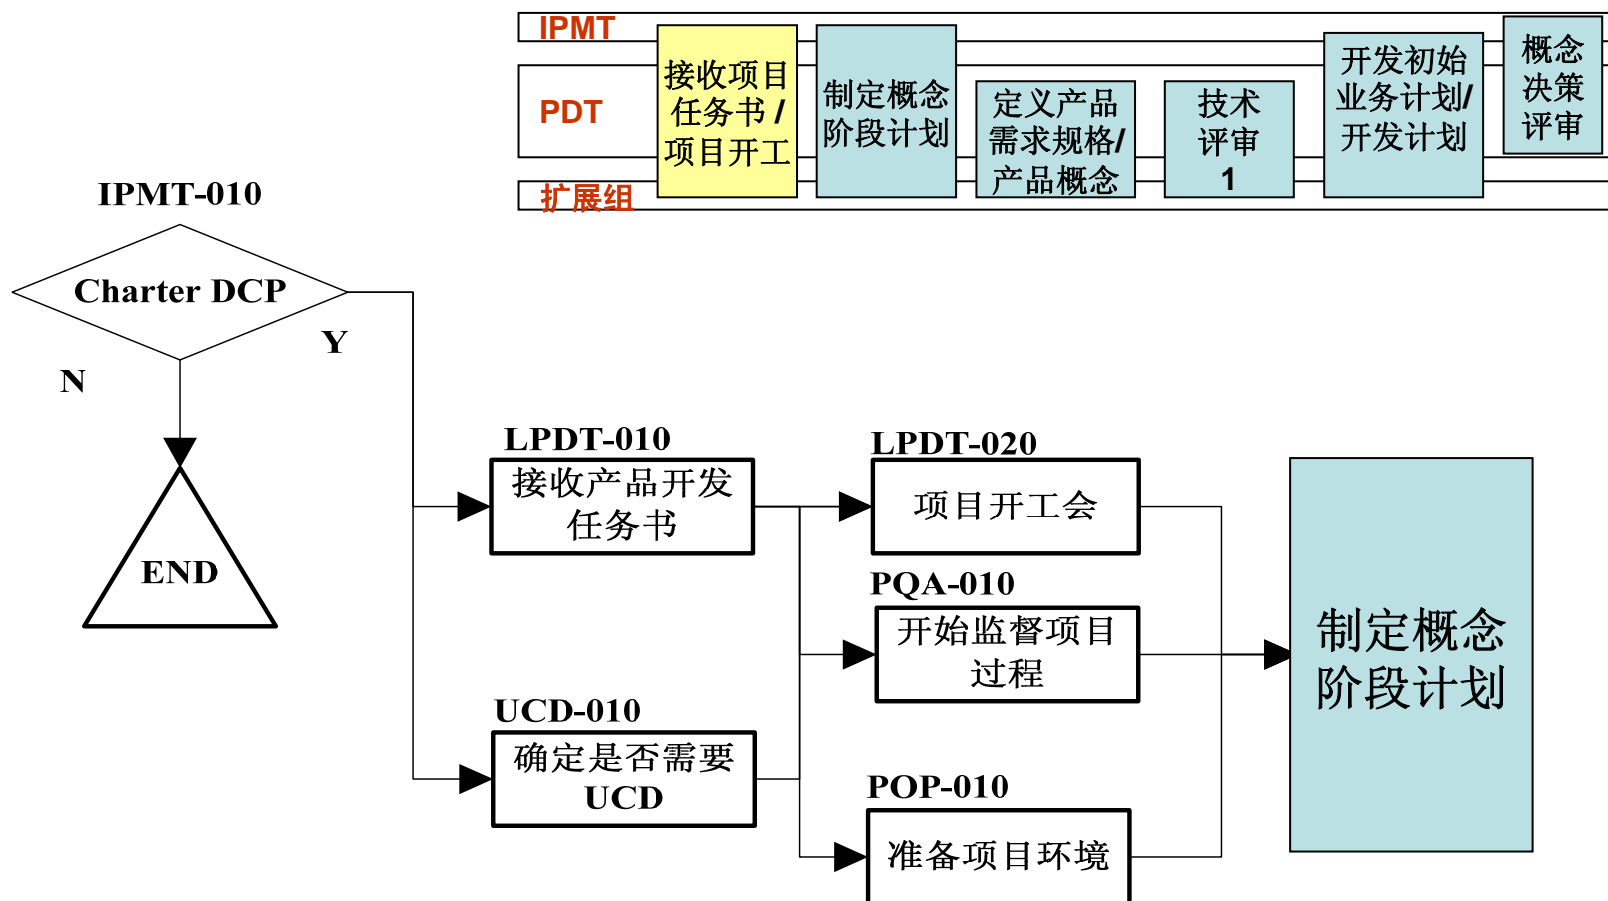 IPMT
PDT
扩展组
接收项目
任务书 /
项目开工
制定概念
阶段计划
定义产品
需求规格/
产品概念
技术
评审
1
开发初始
业务计划/
开发计划
概念
决策
评审
IPMT-010
Charter DCP
Y
N
END
LPDT-010
接收产品开发
任务书
UCD-010
确定是否需要
UCD
LPDT-020
项目开工会
PQA-010
开始监督项目
过程
POP-010
准备项目环境
制定概念
阶段计划